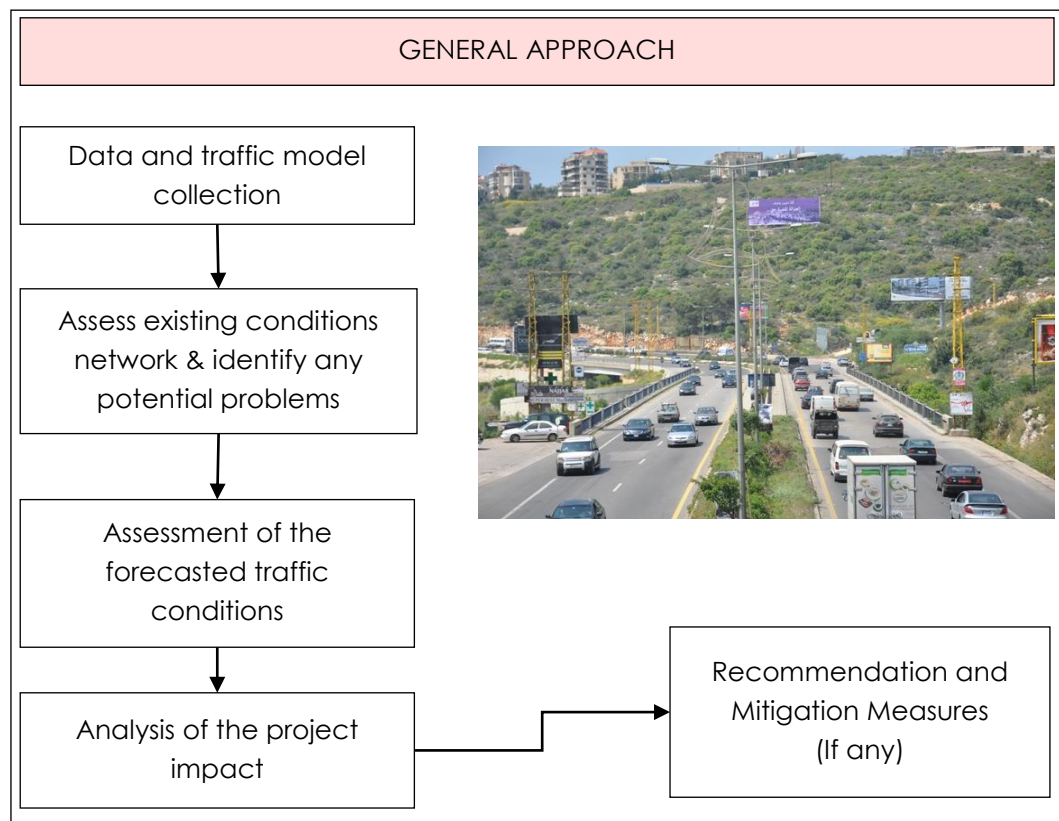 GENERAL APPROACH
Data and traffic model
collection
Assess existing conditions
network & identify any
potential problems
Assessment of the
forecasted traffic
conditions
Analysis of the project
impact
Recommendation and
Mitigation Measures
(If any)